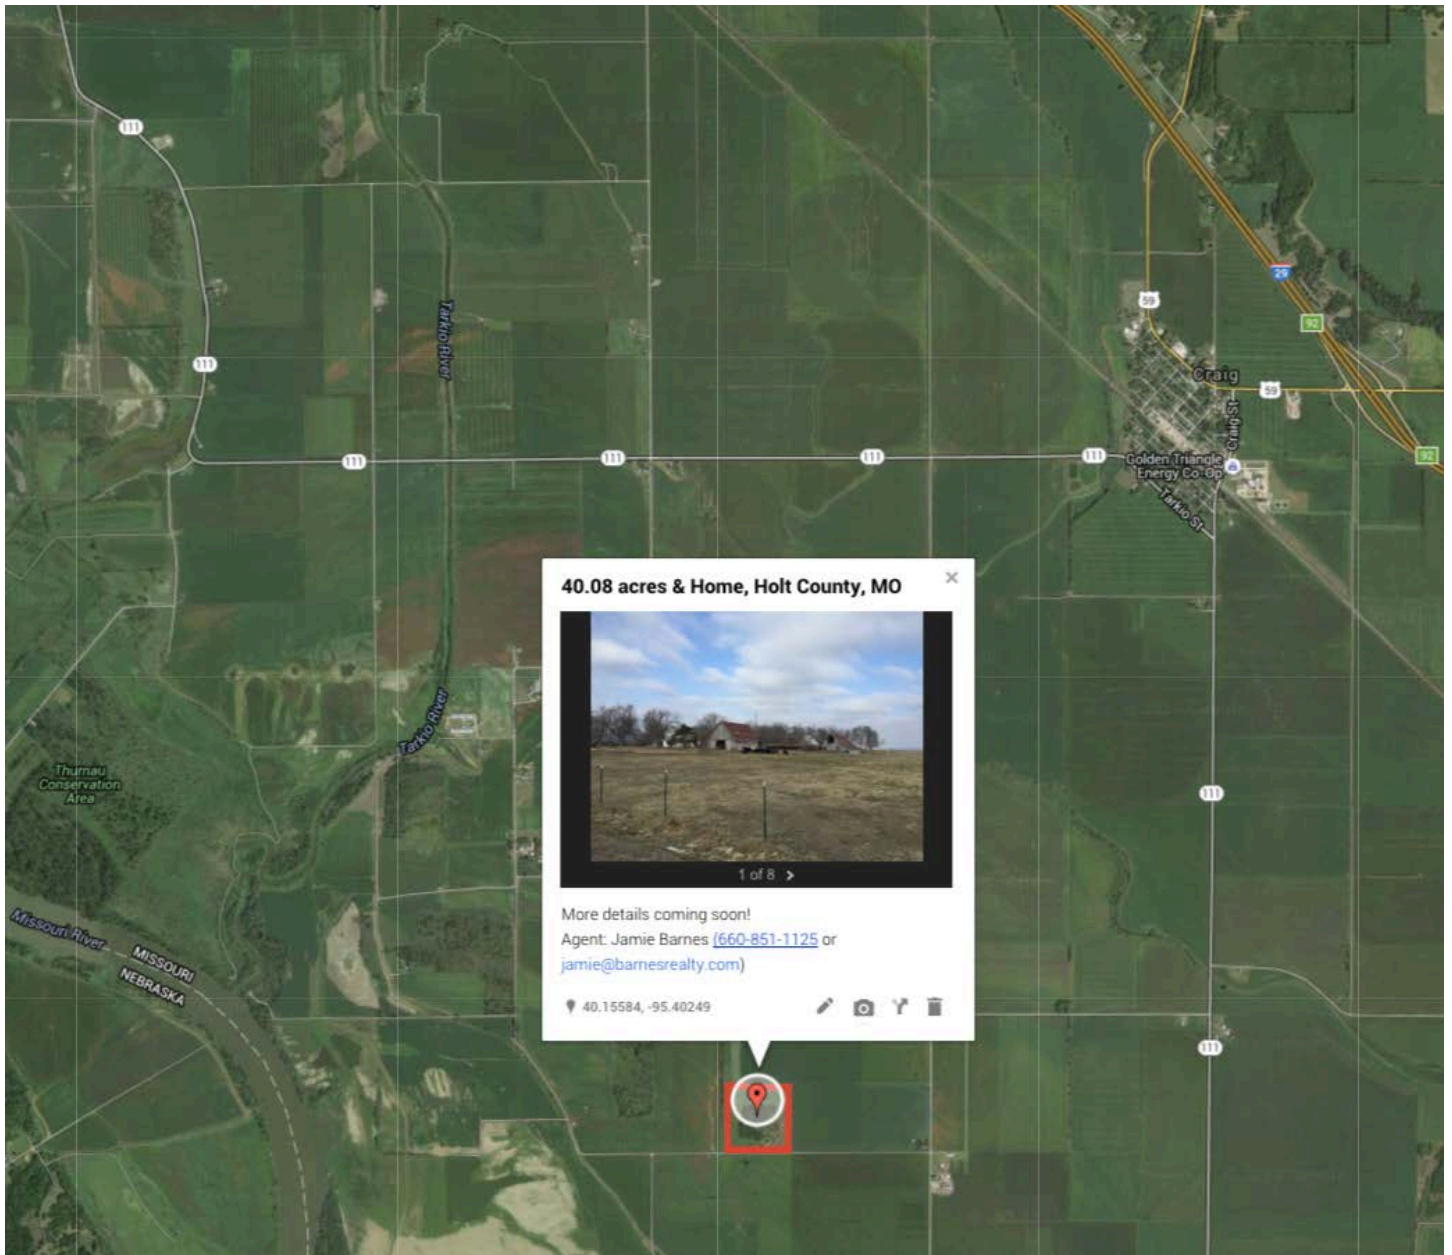 111
59
29
92
111
Tarkio River
Craig
59
Craig St
111
111
111
111
92
Golden Triangle
Energy Co-Op
Tarkio St
40.08 acres & Home, Holt County, MO
1 of 8
More details coming soon!
Agent: Jamie Barnes (660-851-1125 or
jamie@barnesrealty.com)
40.15584, -95.40249
Tarkio River
Thurnau
Conservation
Area
111
Missouri River
MISSOURI
NEBRASKA
111